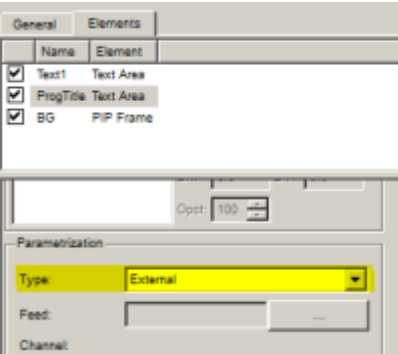 General Elements
Name Element
Text1 Text Area
ProgTitle Text Area
BG PIP Frame
Opct: 100
Parametrization
Type: External
Feed: ...
Channel: